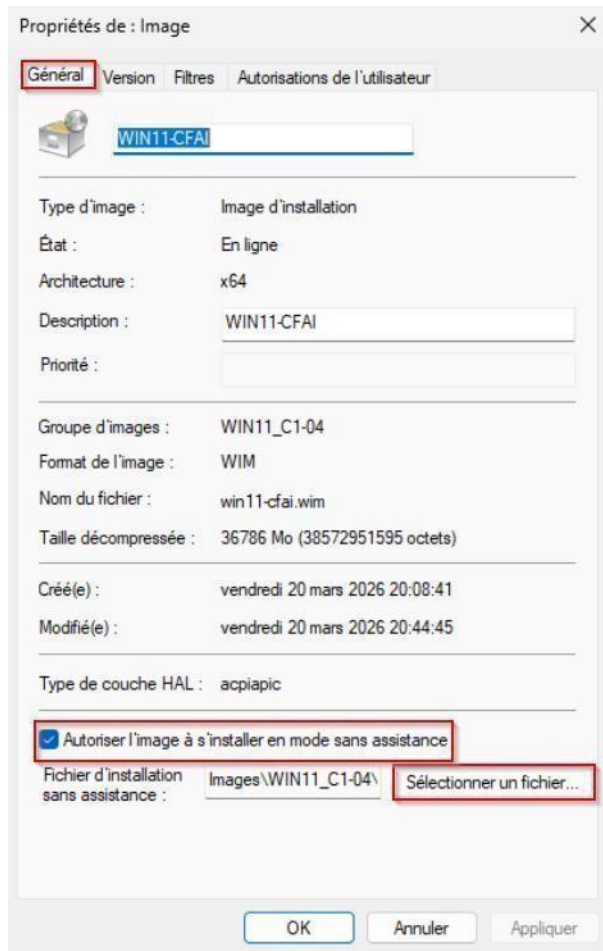 Propriétés de : Image
Général Version Filtres Autorisations de l'utilisateur
WIN11-CFAI
Type d'image : Image d'installation
État : En ligne
Architecture : x64
Description : WIN11-CFAI
Priorité :
Groupe d'images : WIN11_C1-04
Format de l'image : WIM
Nom du fichier : win11-cfai.wim
Taille décompressée : 36786 Mo (38572951595 octets)
Créé(e) : vendredi 20 mars 2026 20:08:41
Modifié(e) : vendredi 20 mars 2026 20:44:45
Type de couche HAL : acpiapic
Autoriser l'image à s'installer en mode sans assistance
Fichier d'installation
sans assistance : Images\WIN11_C1-04\ Sélectionner un fichier...
OK Annuler Appliquer